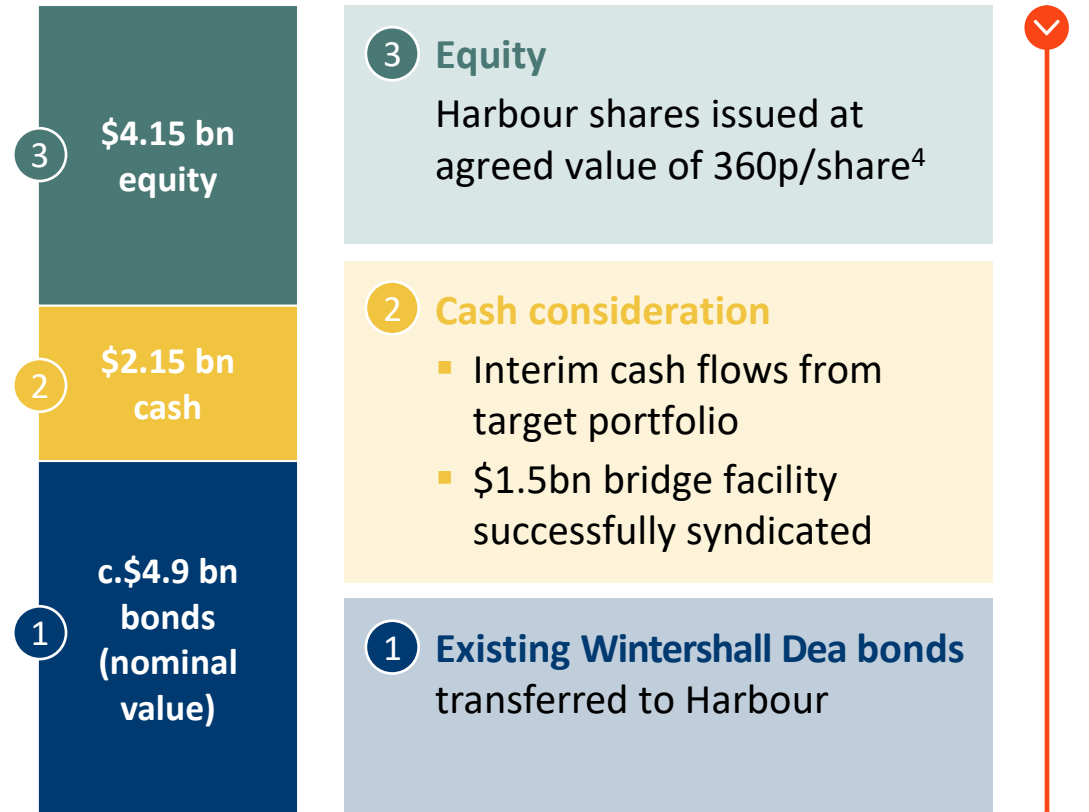 3
$4.15 bn
equity
2
$2.15 bn
cash
1
c.$4.9 bn
bonds
(nominal
value)
3 Equity
Harbour shares issued at
agreed value of 360p/share⁴
2 Cash consideration
▪ Interim cash flows from
target portfolio
▪ $1.5bn bridge facility
successfully syndicated
1 Existing Wintershall Dea bonds
transferred to Harbour